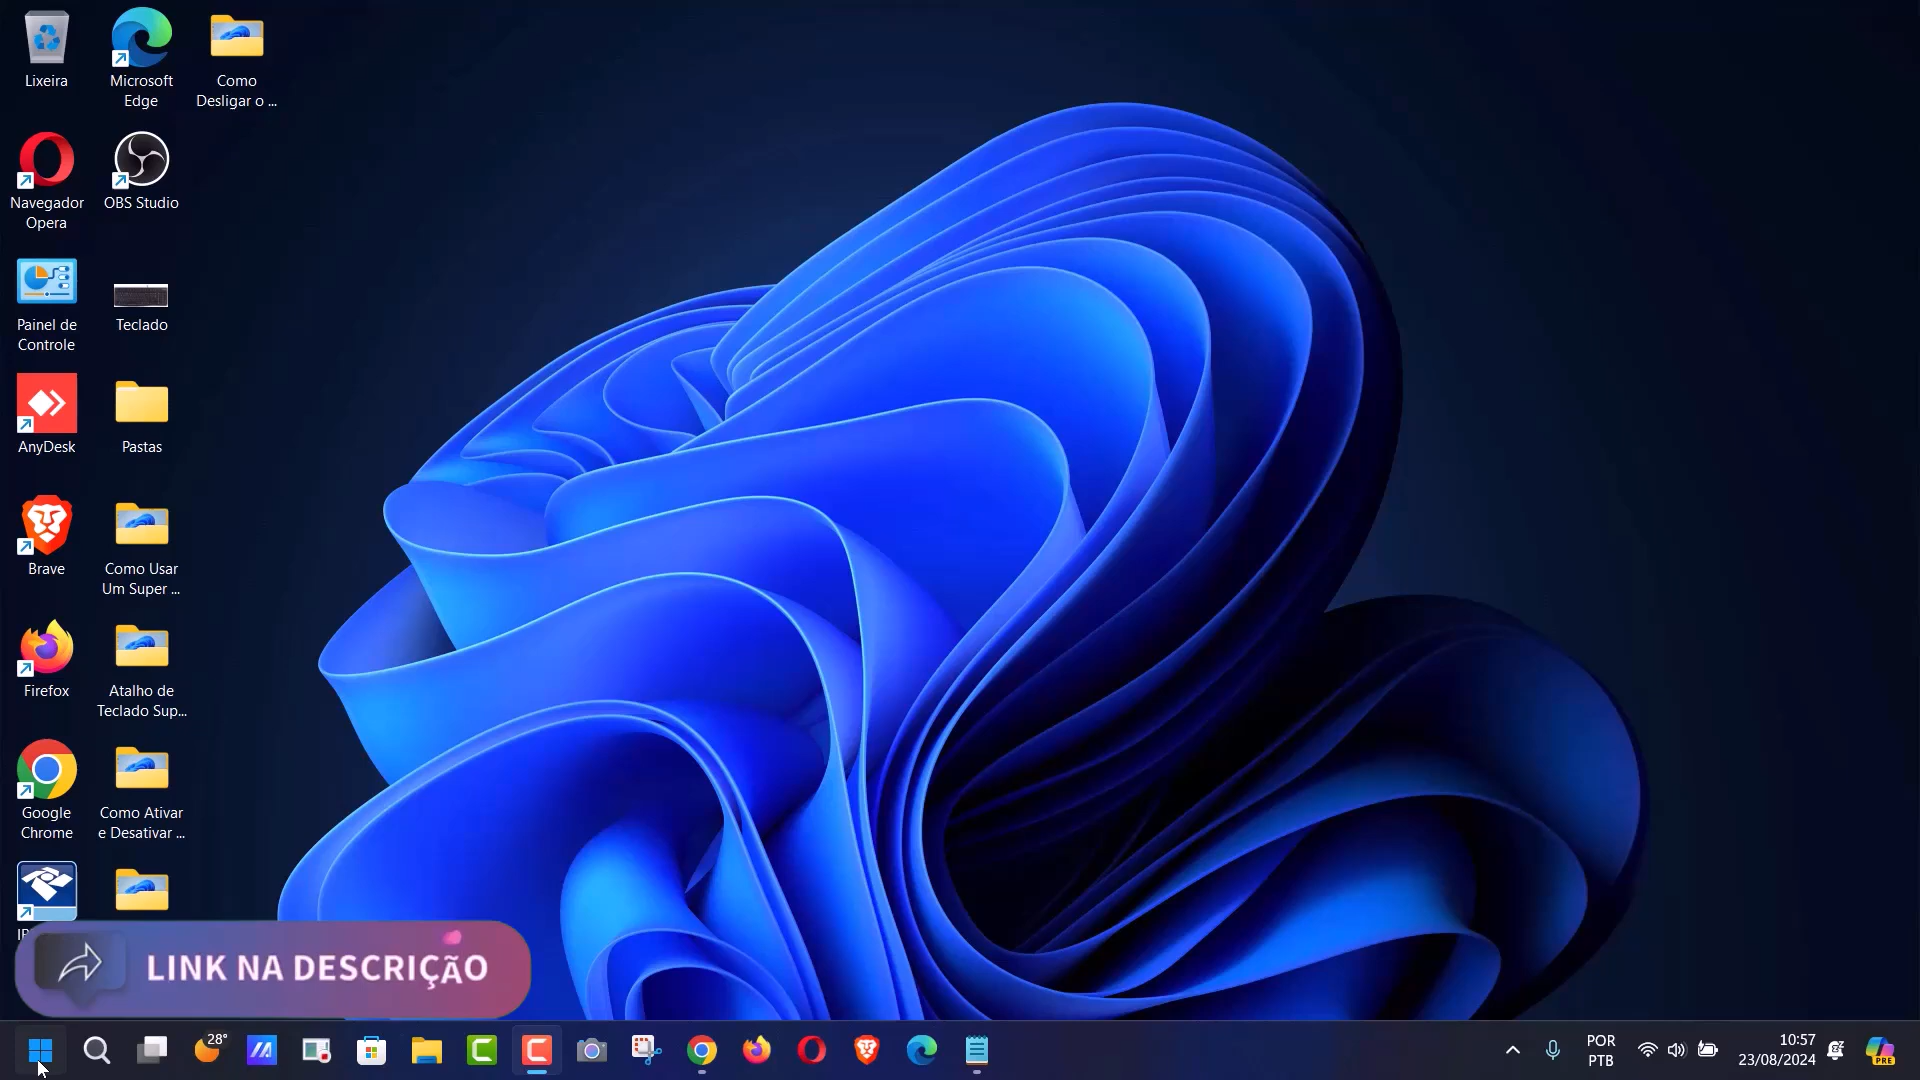 Lixeira
Microsoft
Edge
Como
Desligar o ...
Navegador
Opera
OBS Studio
Painel de
Controle
Teclado
AnyDesk
Pastas
Brave
Como Usar
Um Super ...
Firefox
Atalho de
Teclado Sup...
Google
Chrome
Como Ativar
e Desativar ...
LINK NA DESCRIÇÃO
28°
POR
PTB
10:57
23/08/2024
PRE